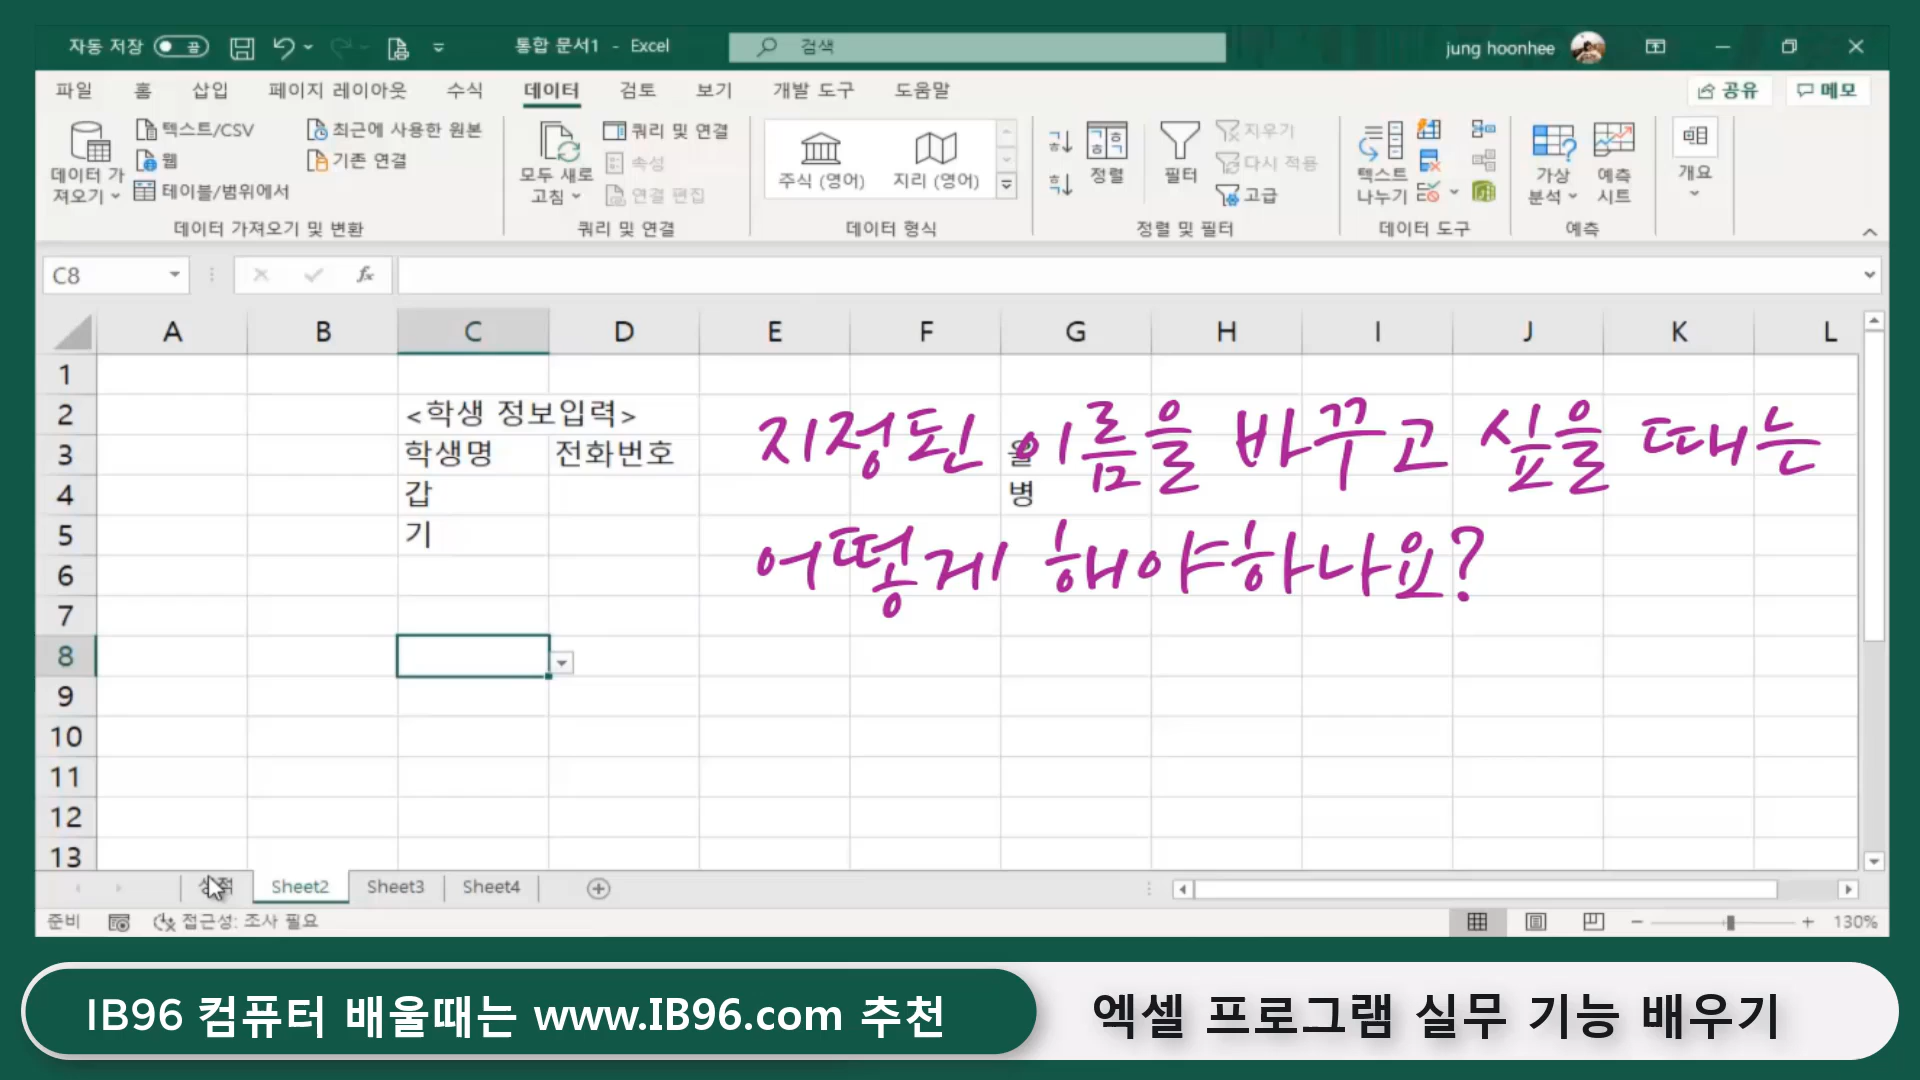 자동 저장 끔 통합 문서1 - Excel 검색 jung hoonhee
파일 홈 삽입 페이지 레이아웃 수식 데이터 검토 보기 개발 도구 도움말 공유 메모
데이터 가져오기 텍스트/CSV 웹 테이블/범위에서 최근에 사용한 원본 기존 연결
모두 새로 고침 쿼리 및 연결 속성 연결 편집
주식 (영어) 지리 (영어)
정렬 필터 지우기 다시 적용 고급
텍스트 나누기 가상 분석 예측 시트 개요
데이터 가져오기 및 변환 쿼리 및 연결 데이터 형식 정렬 및 필터 데이터 도구 예측
C8 fx
A B C D E F G H I J K L
1
2 <학생 정보입력>
3 학생명 전화번호
4 갑 병
5 기
6
7
8
9
10
11
12
13
지정된 이름을 바꾸고 싶을 때는
어떻게 해야하나요?
Sheet2 Sheet3 Sheet4
준비 접근성: 조사 필요 130%
IB96 컴퓨터 배울때는 www.IB96.com 추천
엑셀 프로그램 실무 기능 배우기